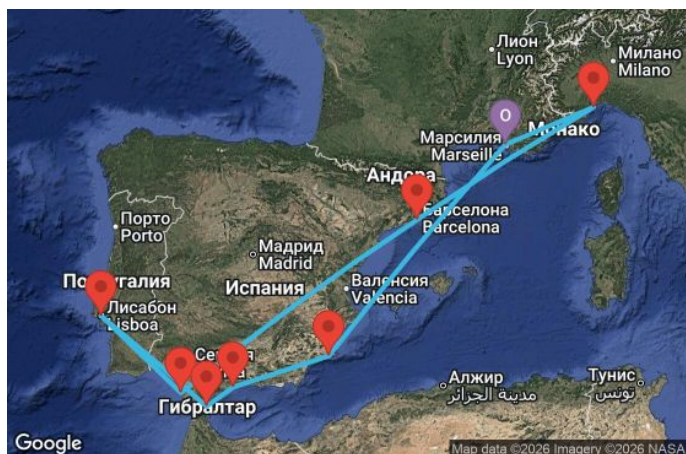 Лион
Lyon
Милано
Milano
O
Марсилия
Marseille
Монако
Андора
Барселона
Barcelona
Порто
Porto
Мадрид
Madrid
Валенсия
Valencia
Испания
Лисабон
Lisboa
Гибралтар
Алжир
مدينة الجزائر
Тунис
تونس
Google
Map data ©2026 Imagery ©2026 NASA